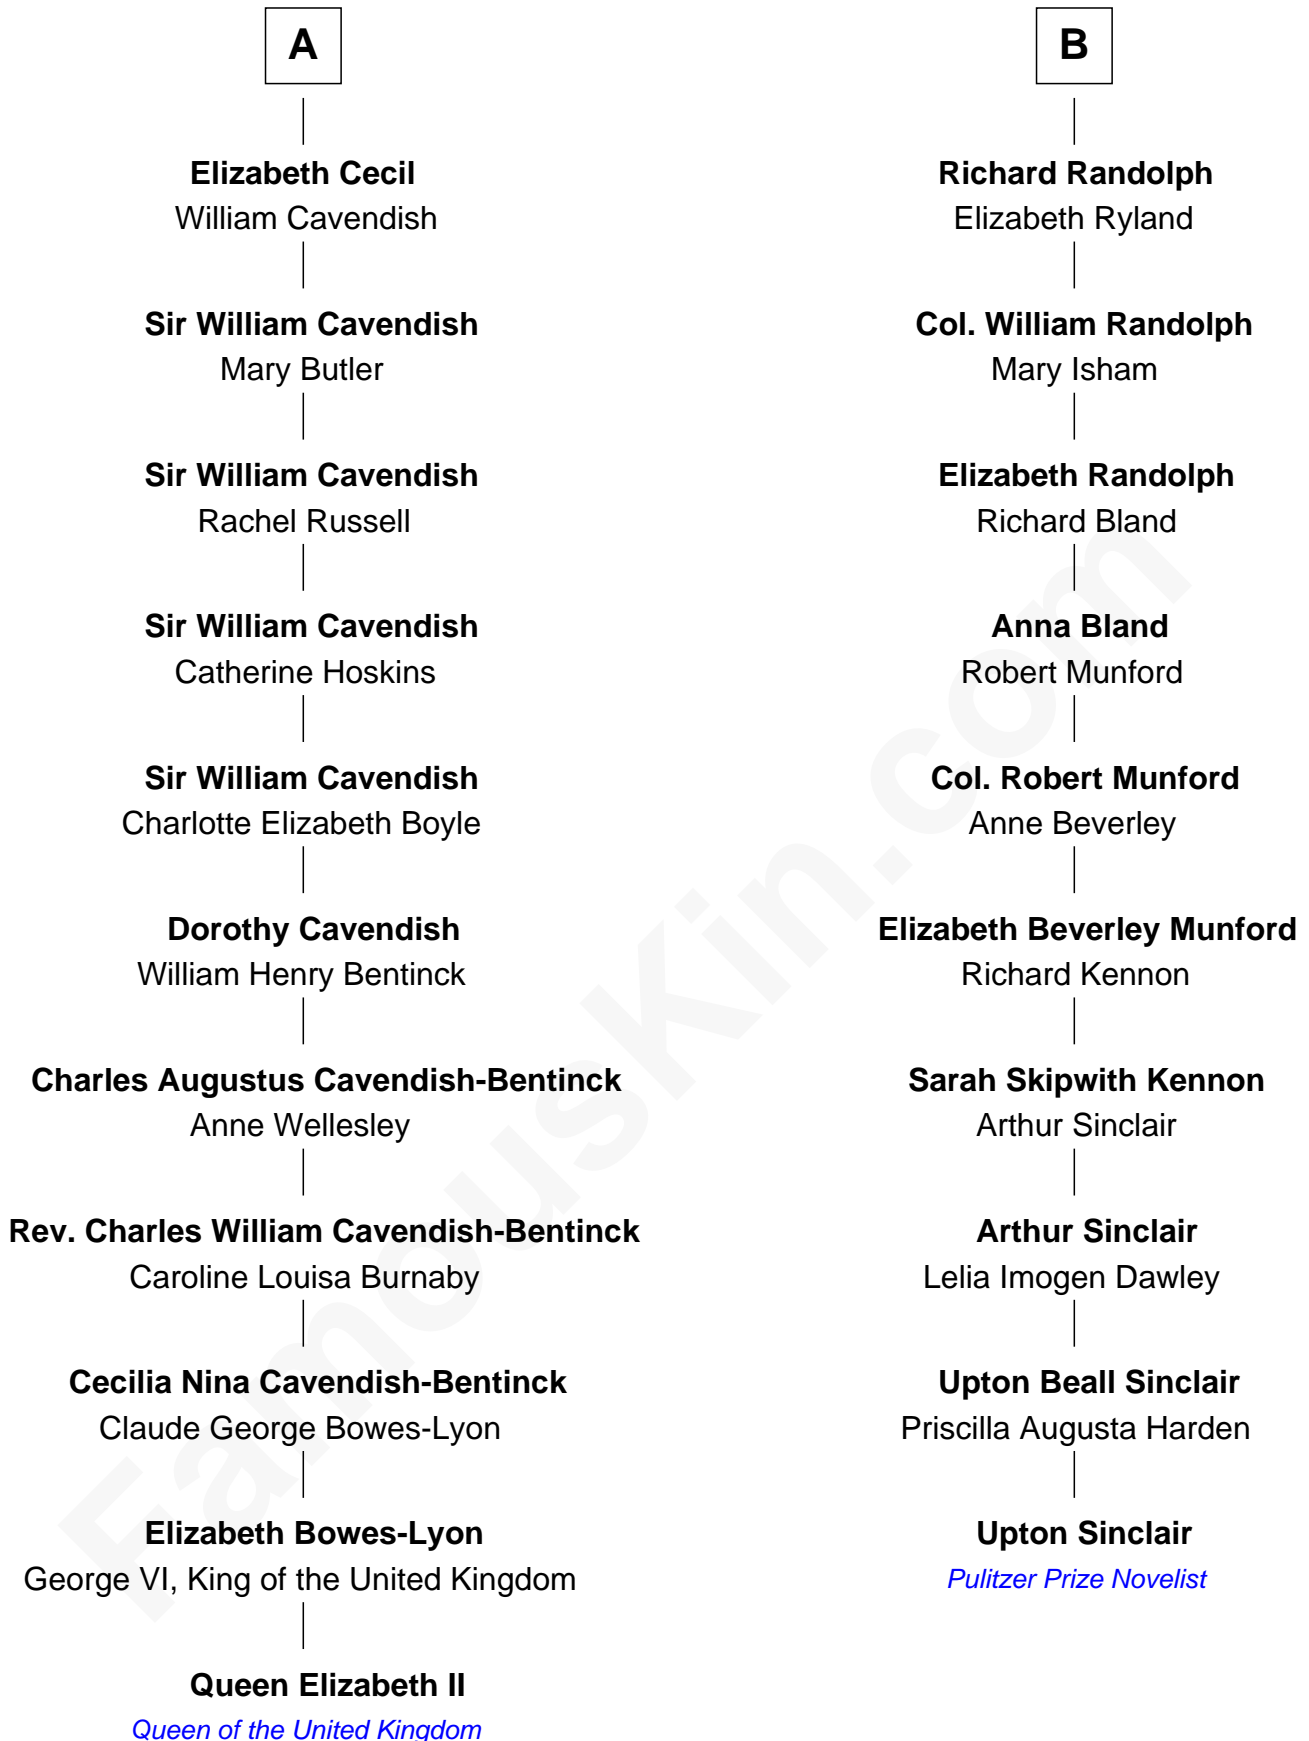 A
Elizabeth Cecil
William Cavendish
Sir William Cavendish
Mary Butler
Sir William Cavendish
Rachel Russell
Sir William Cavendish
Catherine Hoskins
Sir William Cavendish
Charlotte Elizabeth Boyle
Dorothy Cavendish
William Henry Bentinck
Charles Augustus Cavendish-Bentinck
Anne Wellesley
Rev. Charles William Cavendish-Bentinck
Caroline Louisa Burnaby
Cecilia Nina Cavendish-Bentinck
Claude George Bowes-Lyon
Elizabeth Bowes-Lyon
George VI, King of the United Kingdom
Queen Elizabeth II
Queen of the United Kingdom
B
Richard Randolph
Elizabeth Ryland
Col. William Randolph
Mary Isham
Elizabeth Randolph
Richard Bland
Anna Bland
Robert Munford
Col. Robert Munford
Anne Beverley
Elizabeth Beverley Munford
Richard Kennon
Sarah Skipwith Kennon
Arthur Sinclair
Arthur Sinclair
Lelia Imogen Dawley
Upton Beall Sinclair
Priscilla Augusta Harden
Upton Sinclair
Pulitzer Prize Novelist
FamousKin.com